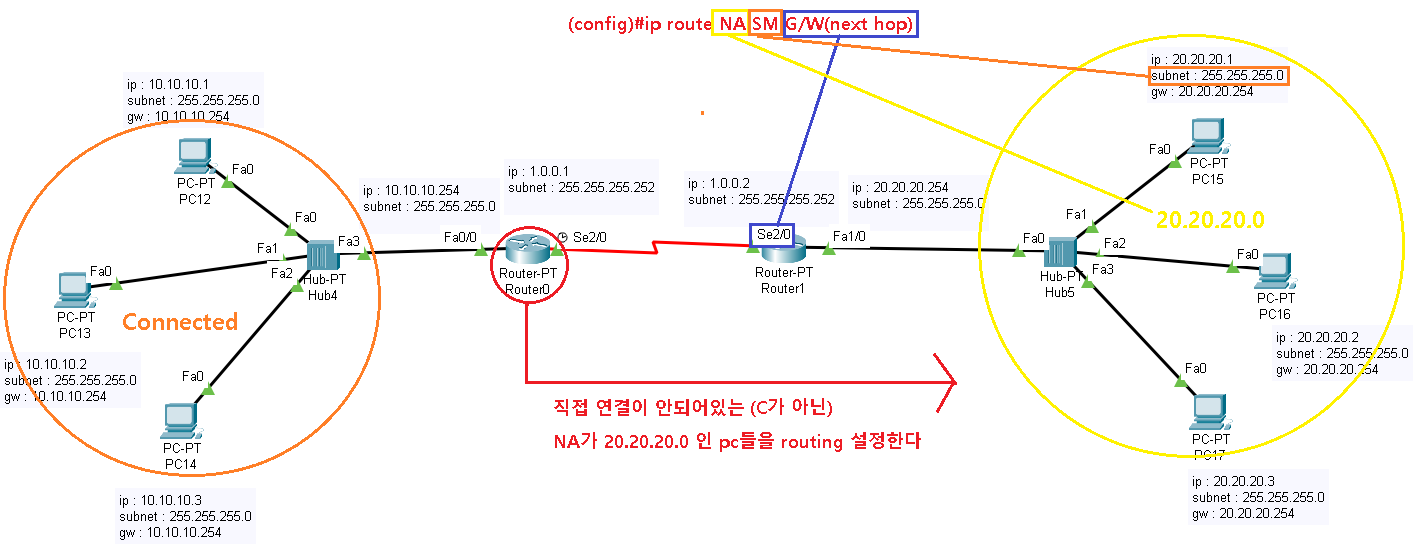 (config)#ip route NA SM G/W(next hop)
ip : 10.10.10.1
subnet : 255.255.255.0
gw : 10.10.10.254
Fa0
PC-PT
PC12
Fa0
Fa1
Fa2
Fa3
Hub-PT
Hub4
Fa0
PC-PT
PC13
Connected
ip : 10.10.10.2
subnet : 255.255.255.0
gw : 10.10.10.254
Fa0
PC-PT
PC14
ip : 10.10.10.3
subnet : 255.255.255.0
gw : 10.10.10.254
ip : 10.10.10.254
subnet : 255.255.255.0
Fa0/0
ip : 1.0.0.1
subnet : 255.255.255.252
Se2/0
Router-PT
Router0
ip : 1.0.0.2
subnet : 255.255.255.252
Se2/0
Router-PT
Router1
ip : 20.20.20.254
subnet : 255.255.255.0
Fa1/0
직접 연결이 안되어있는 (C가 아닌)
NA가 20.20.20.0 인 pc들을 routing 설정한다
ip : 20.20.20.1
subnet : 255.255.255.0
gw : 20.20.20.254
Fa0
PC-PT
PC15
20.20.20.0
Fa0
Fa1
Fa2
Fa3
Hub-PT
Hub5
Fa0
PC-PT
PC16
ip : 20.20.20.2
subnet : 255.255.255.0
gw : 20.20.20.254
Fa0
PC-PT
PC17
ip : 20.20.20.3
subnet : 255.255.255.0
gw : 20.20.20.254